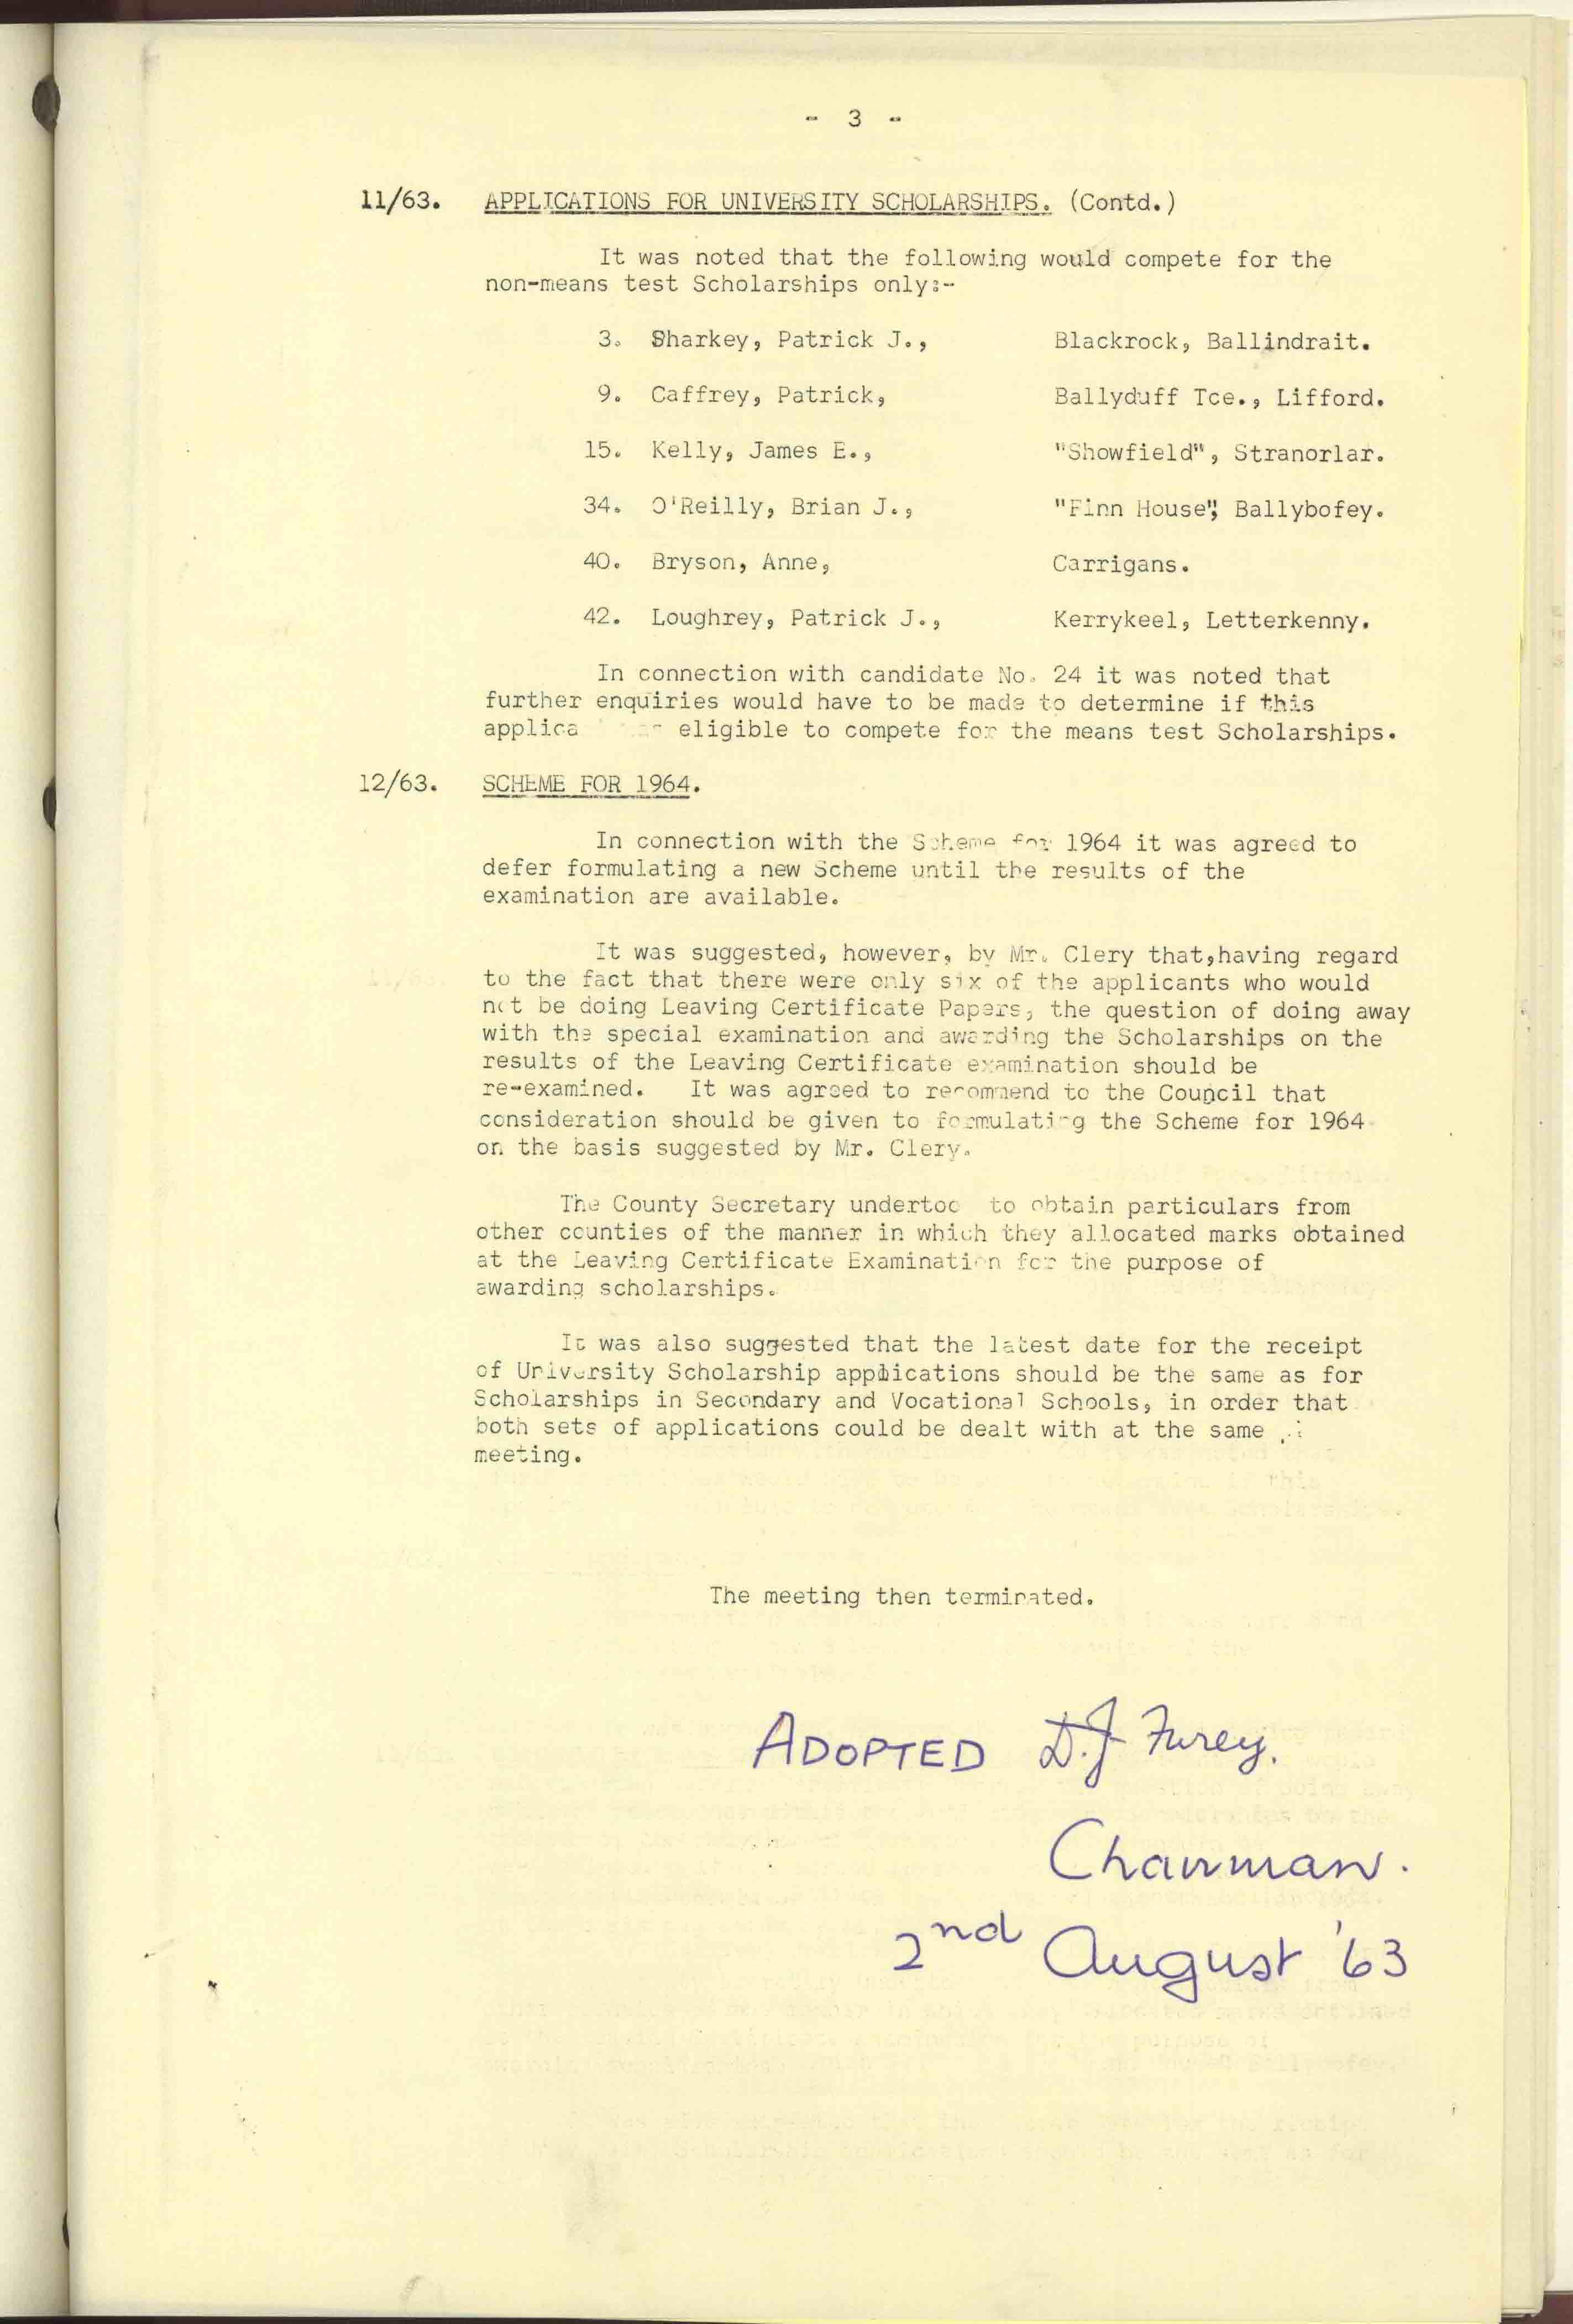 - 3 -
11/63. APPLICATIONS FOR UNIVERSITY SCHOLARSHIPS. (Contd.)
It was noted that the following would compete for the
non-means test Scholarships only:-
3. Sharkey, Patrick J., Blackrock, Ballindrait.
9. Caffrey, Patrick, Ballyduff Tce., Lifford.
15. Kelly, James E., "Showfield", Stranorlar.
34. O'Reilly, Brian J., "Finn House", Ballybofey.
40. Bryson, Anne, Carrigans.
42. Loughrey, Patrick J., Kerrykeel, Letterkenny.
In connection with candidate No. 24 it was noted that
further enquiries would have to be made to determine if this
applica eligible to compete for the means test Scholarships.
12/63. SCHEME FOR 1964.
In connection with the Scheme for 1964 it was agreed to
defer formulating a new Scheme until the results of the
examination are available.
It was suggested, however, by Mr. Clery that,having regard
to the fact that there were only six of the applicants who would
not be doing Leaving Certificate Papers, the question of doing away
with the special examination and awarding the Scholarships on the
results of the Leaving Certificate examination should be
re-examined. It was agreed to recommend to the Council that
consideration should be given to formulating the Scheme for 1964
on the basis suggested by Mr. Clery.
The County Secretary undertoo to obtain particulars from
other counties of the manner in which they allocated marks obtained
at the Leaving Certificate Examination for the purpose of
awarding scholarships.
It was also suggested that the latest date for the receipt
of University Scholarship applications should be the same as for
Scholarships in Secondary and Vocational Schools, in order that
both sets of applications could be dealt with at the same
meeting.
The meeting then terminated.
ADOPTED D.J Furey.
Chairman.
2nd August '63